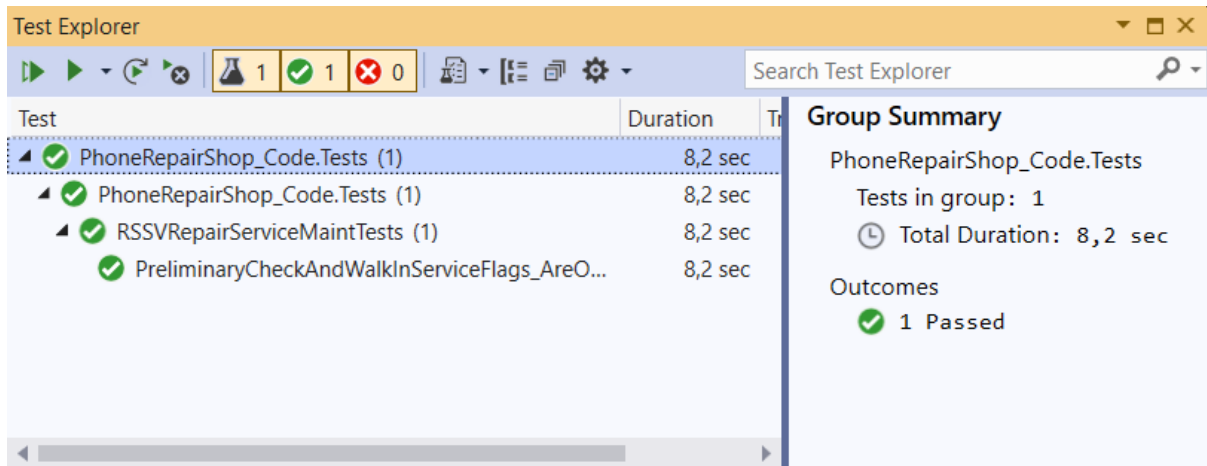 Test Explorer
1 1 0
Search Test Explorer
Test Duration Tr
PhoneRepairShop_Code.Tests (1) 8,2 sec
PhoneRepairShop_Code.Tests (1) 8,2 sec
RSSVRepairServiceMaintTests (1) 8,2 sec
PreliminaryCheckAndWalkInServiceFlags_AreO... 8,2 sec
Group Summary
PhoneRepairShop_Code.Tests
Tests in group: 1
Total Duration: 8,2 sec
Outcomes
1 Passed